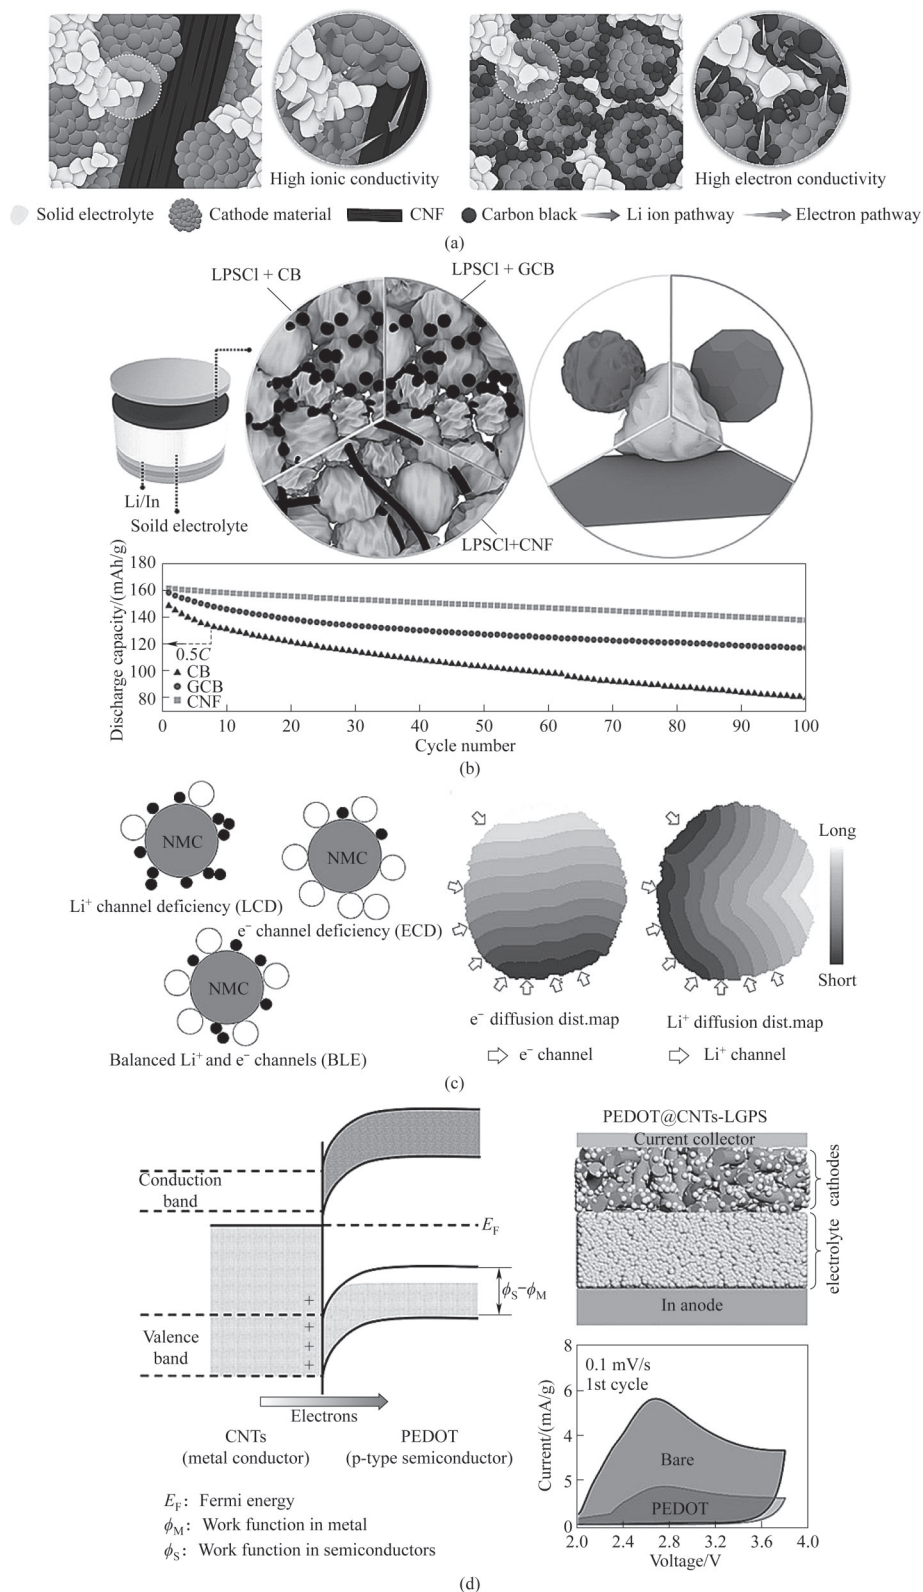 High ionic conductivity
High electron conductivity
Solid electrolyte
Cathode material
CNF
Carbon black
Li ion pathway
Electron pathway
(a)
LPSCl + CB
LPSCl + GCB
Li/In
Soild electrolyte
LPSCl+CNF
Discharge capacity/(mAh/g)
180
160
140
120
100
80
0.5C
CB
GCB
CNF
0 10 20 30 40 50 60 70 80 90 100
Cycle number
(b)
NMC
NMC
Li⁺ channel deficiency (LCD)
e⁻ channel deficiency (ECD)
NMC
Balanced Li⁺ and e⁻ channels (BLE)
Long
Short
e⁻ diffusion dist.map
Li⁺ diffusion dist.map
e⁻ channel
Li⁺ channel
(c)
Conduction
band
E_F
ϕ_S−ϕ_M
+
+
+
+
Valence
band
Electrons
CNTs
(metal conductor)
PEDOT
(p-type semiconductor)
E_F: Fermi energy
ϕ_M: Work function in metal
ϕ_S: Work function in semiconductors
PEDOT@CNTs-LGPS
Current collector
cathodes
electrolyte
In anode
Current/(mA/g)
8
6
4
5
0
0.1 mV/s
1st cycle
Bare
PEDOT
2.0 2.4 2.8 3.2 3.6 4.0
Voltage/V
(d)